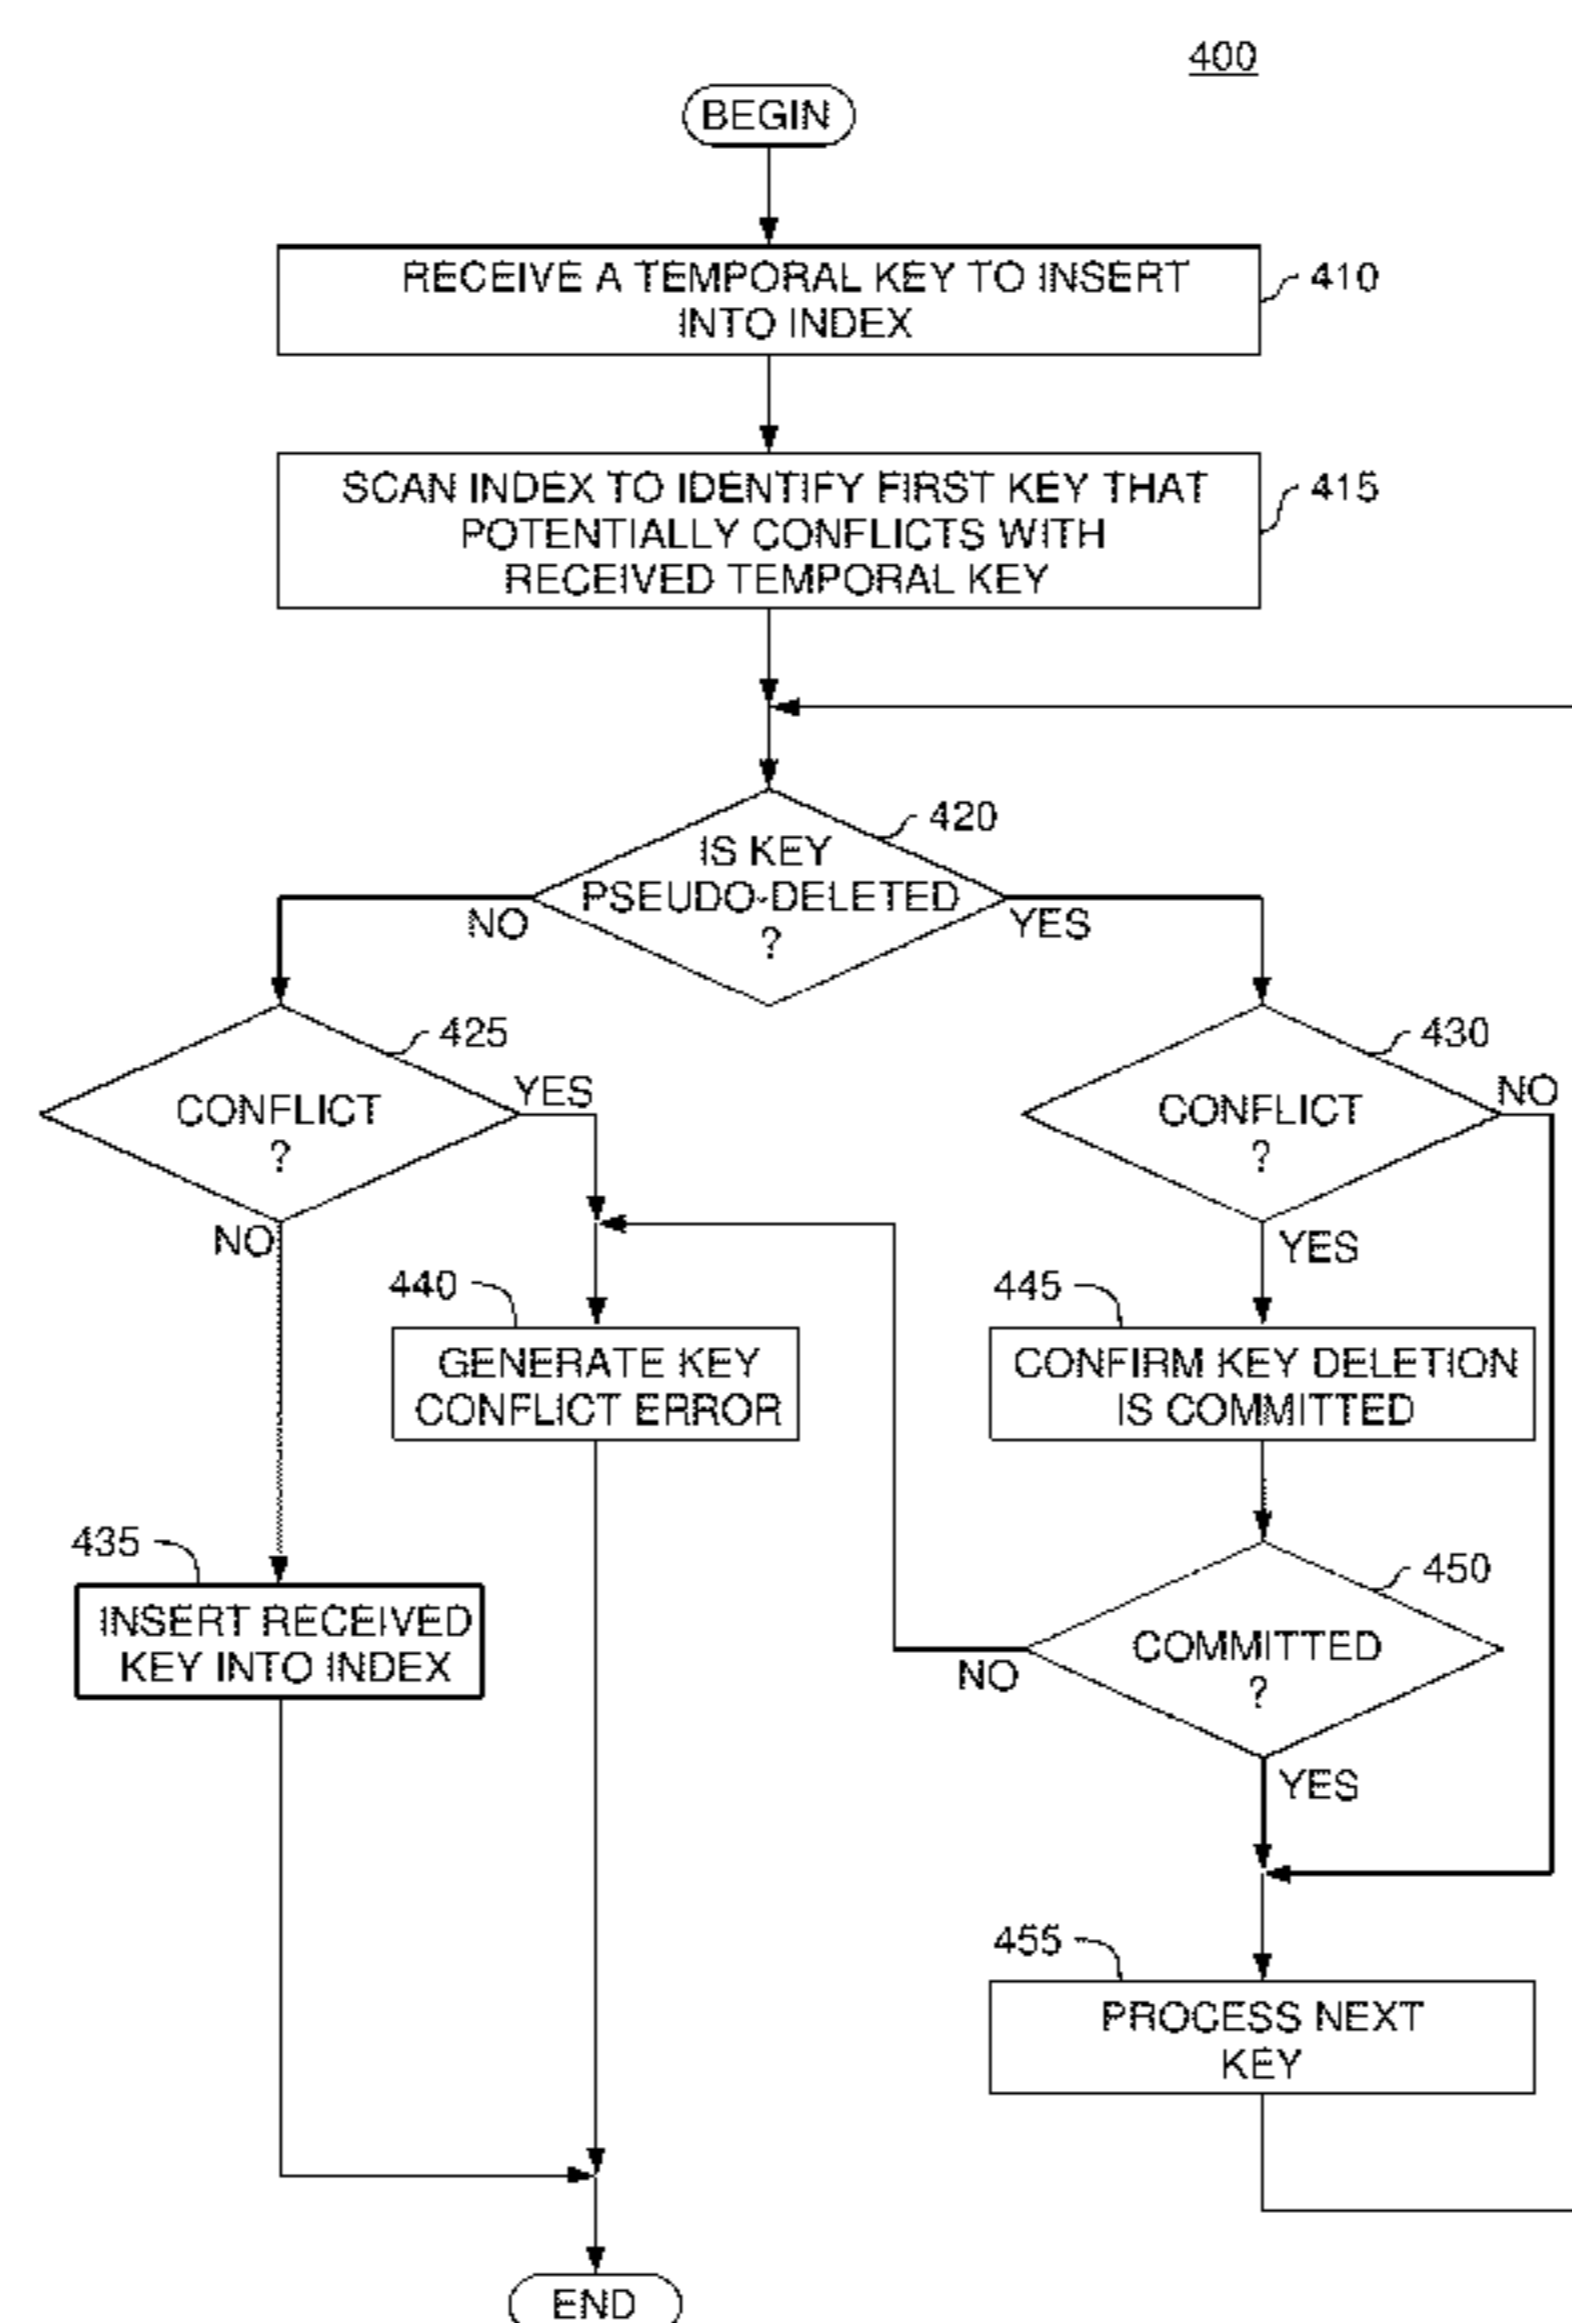 400
BEGIN
RECEIVE A TEMPORAL KEY TO INSERT
INTO INDEX
410
SCAN INDEX TO IDENTIFY FIRST KEY THAT
POTENTIALLY CONFLICTS WITH
RECEIVED TEMPORAL KEY
415
420
IS KEY
PSEUDO-DELETED
?
NO
YES
425
CONFLICT
?
YES
NO
430
CONFLICT
?
NO
YES
440
GENERATE KEY
CONFLICT ERROR
445
CONFIRM KEY DELETION
IS COMMITTED
435
INSERT RECEIVED
KEY INTO INDEX
450
COMMITTED
?
NO
YES
455
PROCESS NEXT
KEY
END